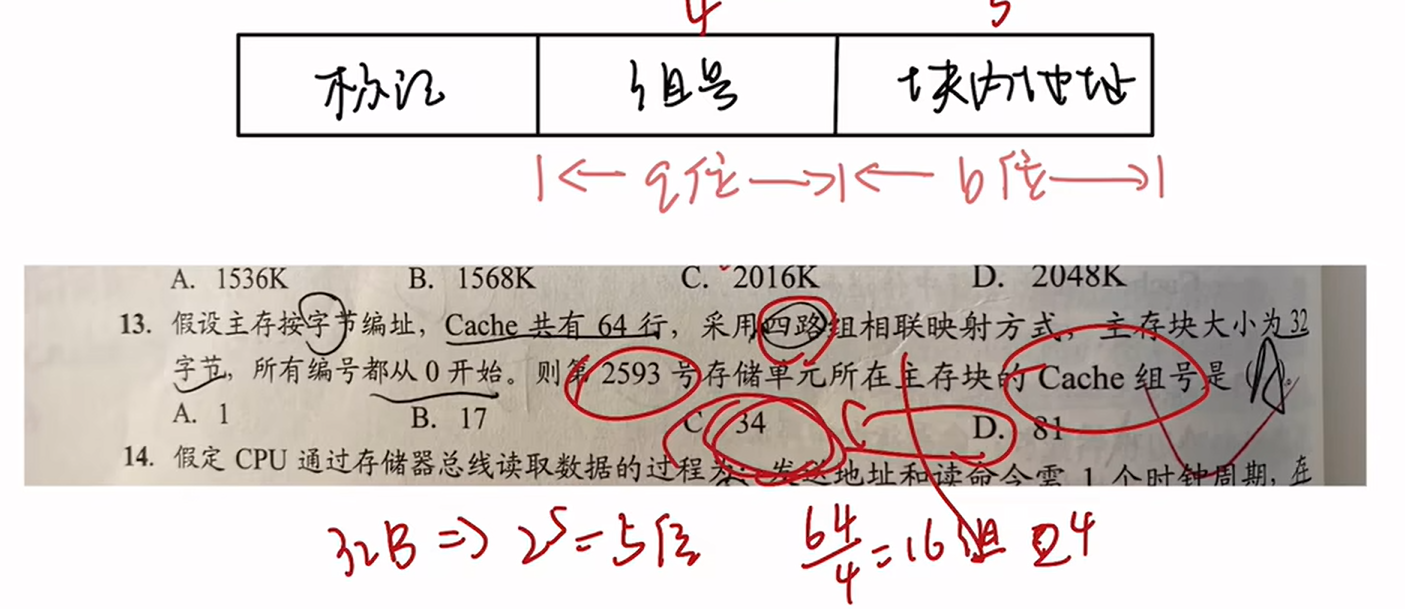 4 5
标记 组号 块内地址
q位 b位
A. 1536K B. 1568K C. 2016K D. 2048K
13. 假设主存按字节编址，Cache 共有 64 行，采用四路组相联映射方式，主存块大小为 32
字节，所有编号都从 0 开始。则第 2593 号存储单元所在主存块的 Cache 组号是（A）。
A. 1 B. 17 C. 34 D. 81
14. 假定 CPU 通过存储器总线读取数据的过程为：发送地址和读命令需 1 个时钟周期，在
32B => 2^5 = 5位 64/4 = 16组 2^4